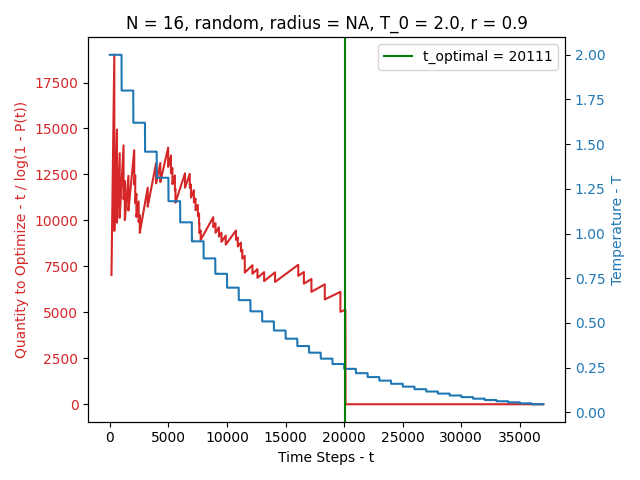 N = 16, random, radius = NA, T_0 = 2.0, r = 0.9
t_optimal = 20111
Quantity to Optimize - t / log(1 - P(t))
17500
15000
12500
10000
7500
5000
2500
0
Temperature - T
2.00
1.75
1.50
1.25
1.00
0.75
0.50
0.25
0.00
0 5000 10000 15000 20000 25000 30000 35000
Time Steps - t